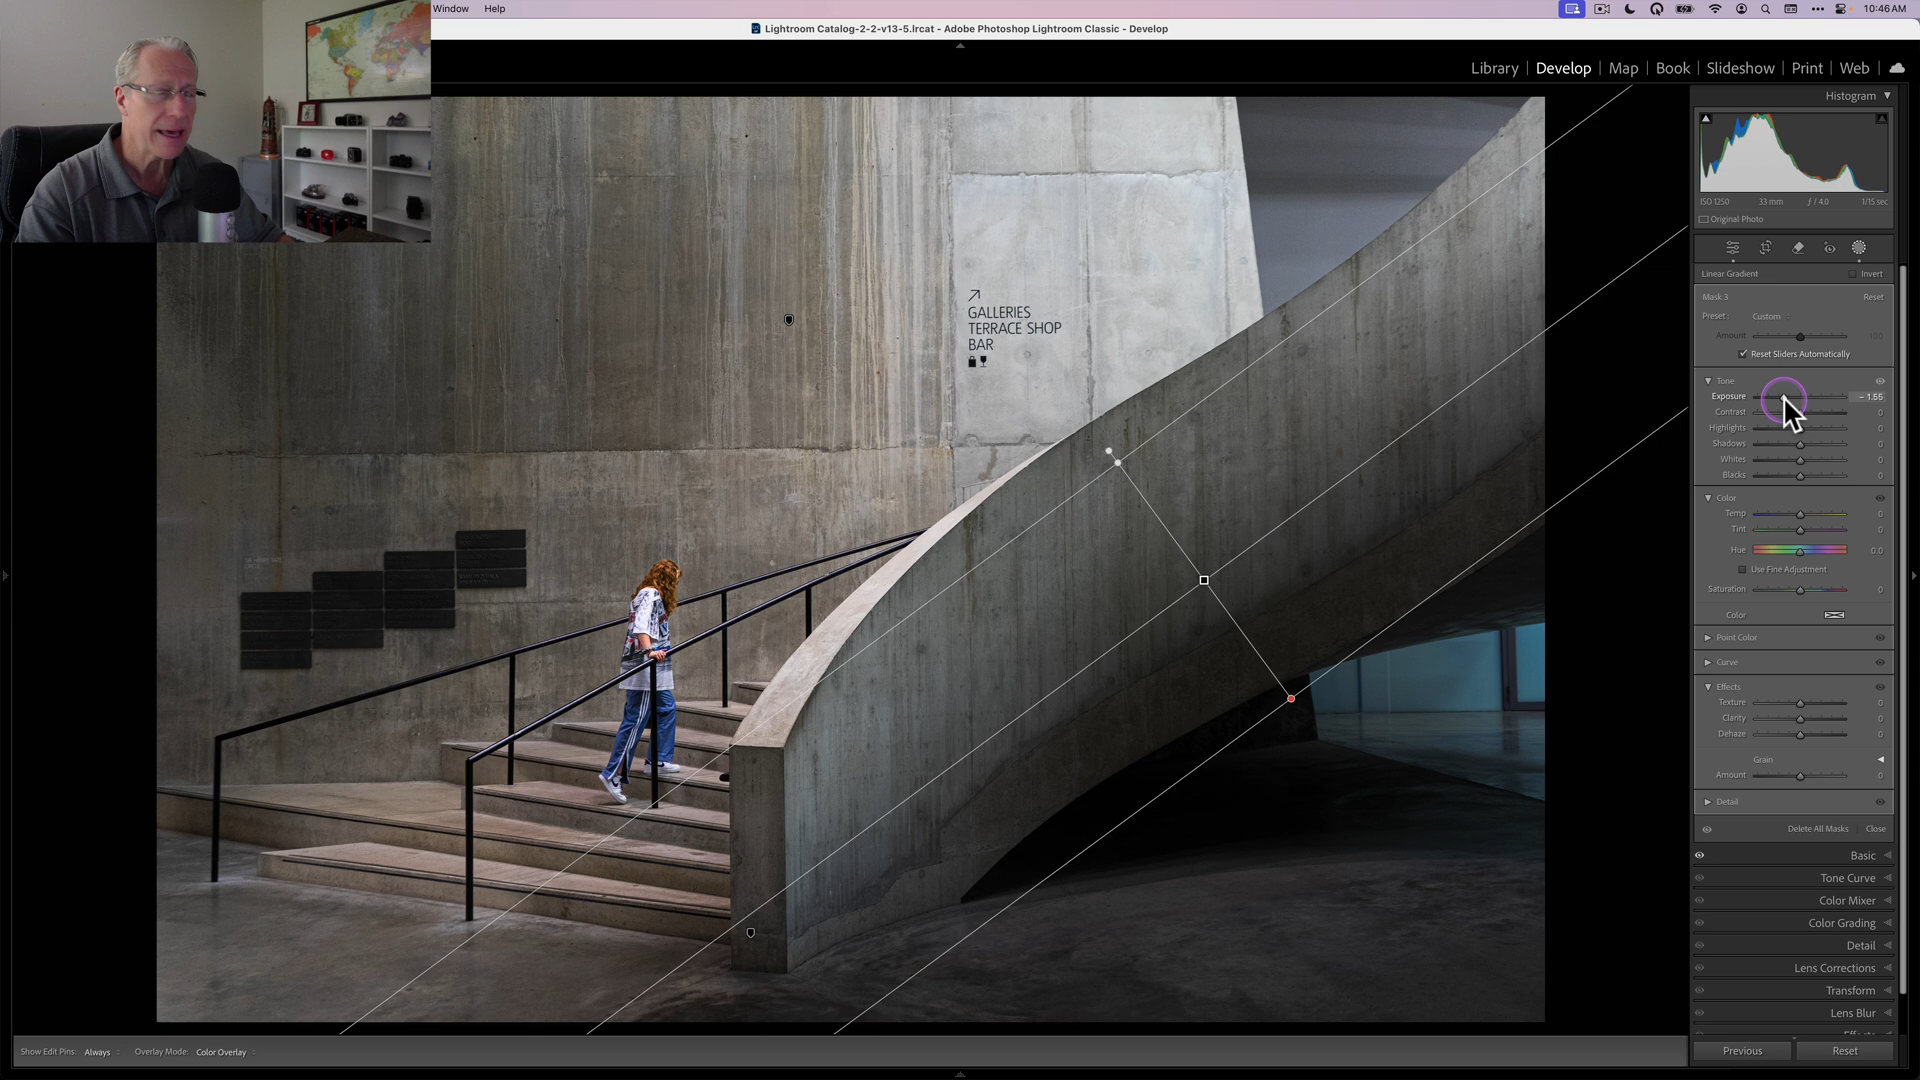 Window Help
10:46 AM
Lightroom Catalog-2-2-v13-5.lrcat - Adobe Photoshop Lightroom Classic - Develop
Library | Develop | Map | Book | Slideshow | Print | Web
Histogram
ISO 1250 33 mm ƒ / 4.0 1/15 sec
Original Photo
Linear Gradient Invert
Mask 3 Reset
Preset : Custom
Amount 100
Reset Sliders Automatically
Tone
Exposure – 1.55
Contrast 0
Highlights 0
Shadows 0
Whites 0
Blacks 0
Color
Temp 0
Tint 0
Hue 0.0
Use Fine Adjustment
Saturation 0
Color
Point Color
Curve
Effects
Texture 0
Clarity 0
Dehaze 0
Grain
Amount 0
Detail
Delete All Masks Close
Basic
Tone Curve
Color Mixer
Color Grading
Detail
Lens Corrections
Transform
Lens Blur
Previous Reset
GALLERIES
TERRACE SHOP
BAR
Show Edit Pins: Always Overlay Mode: Color Overlay